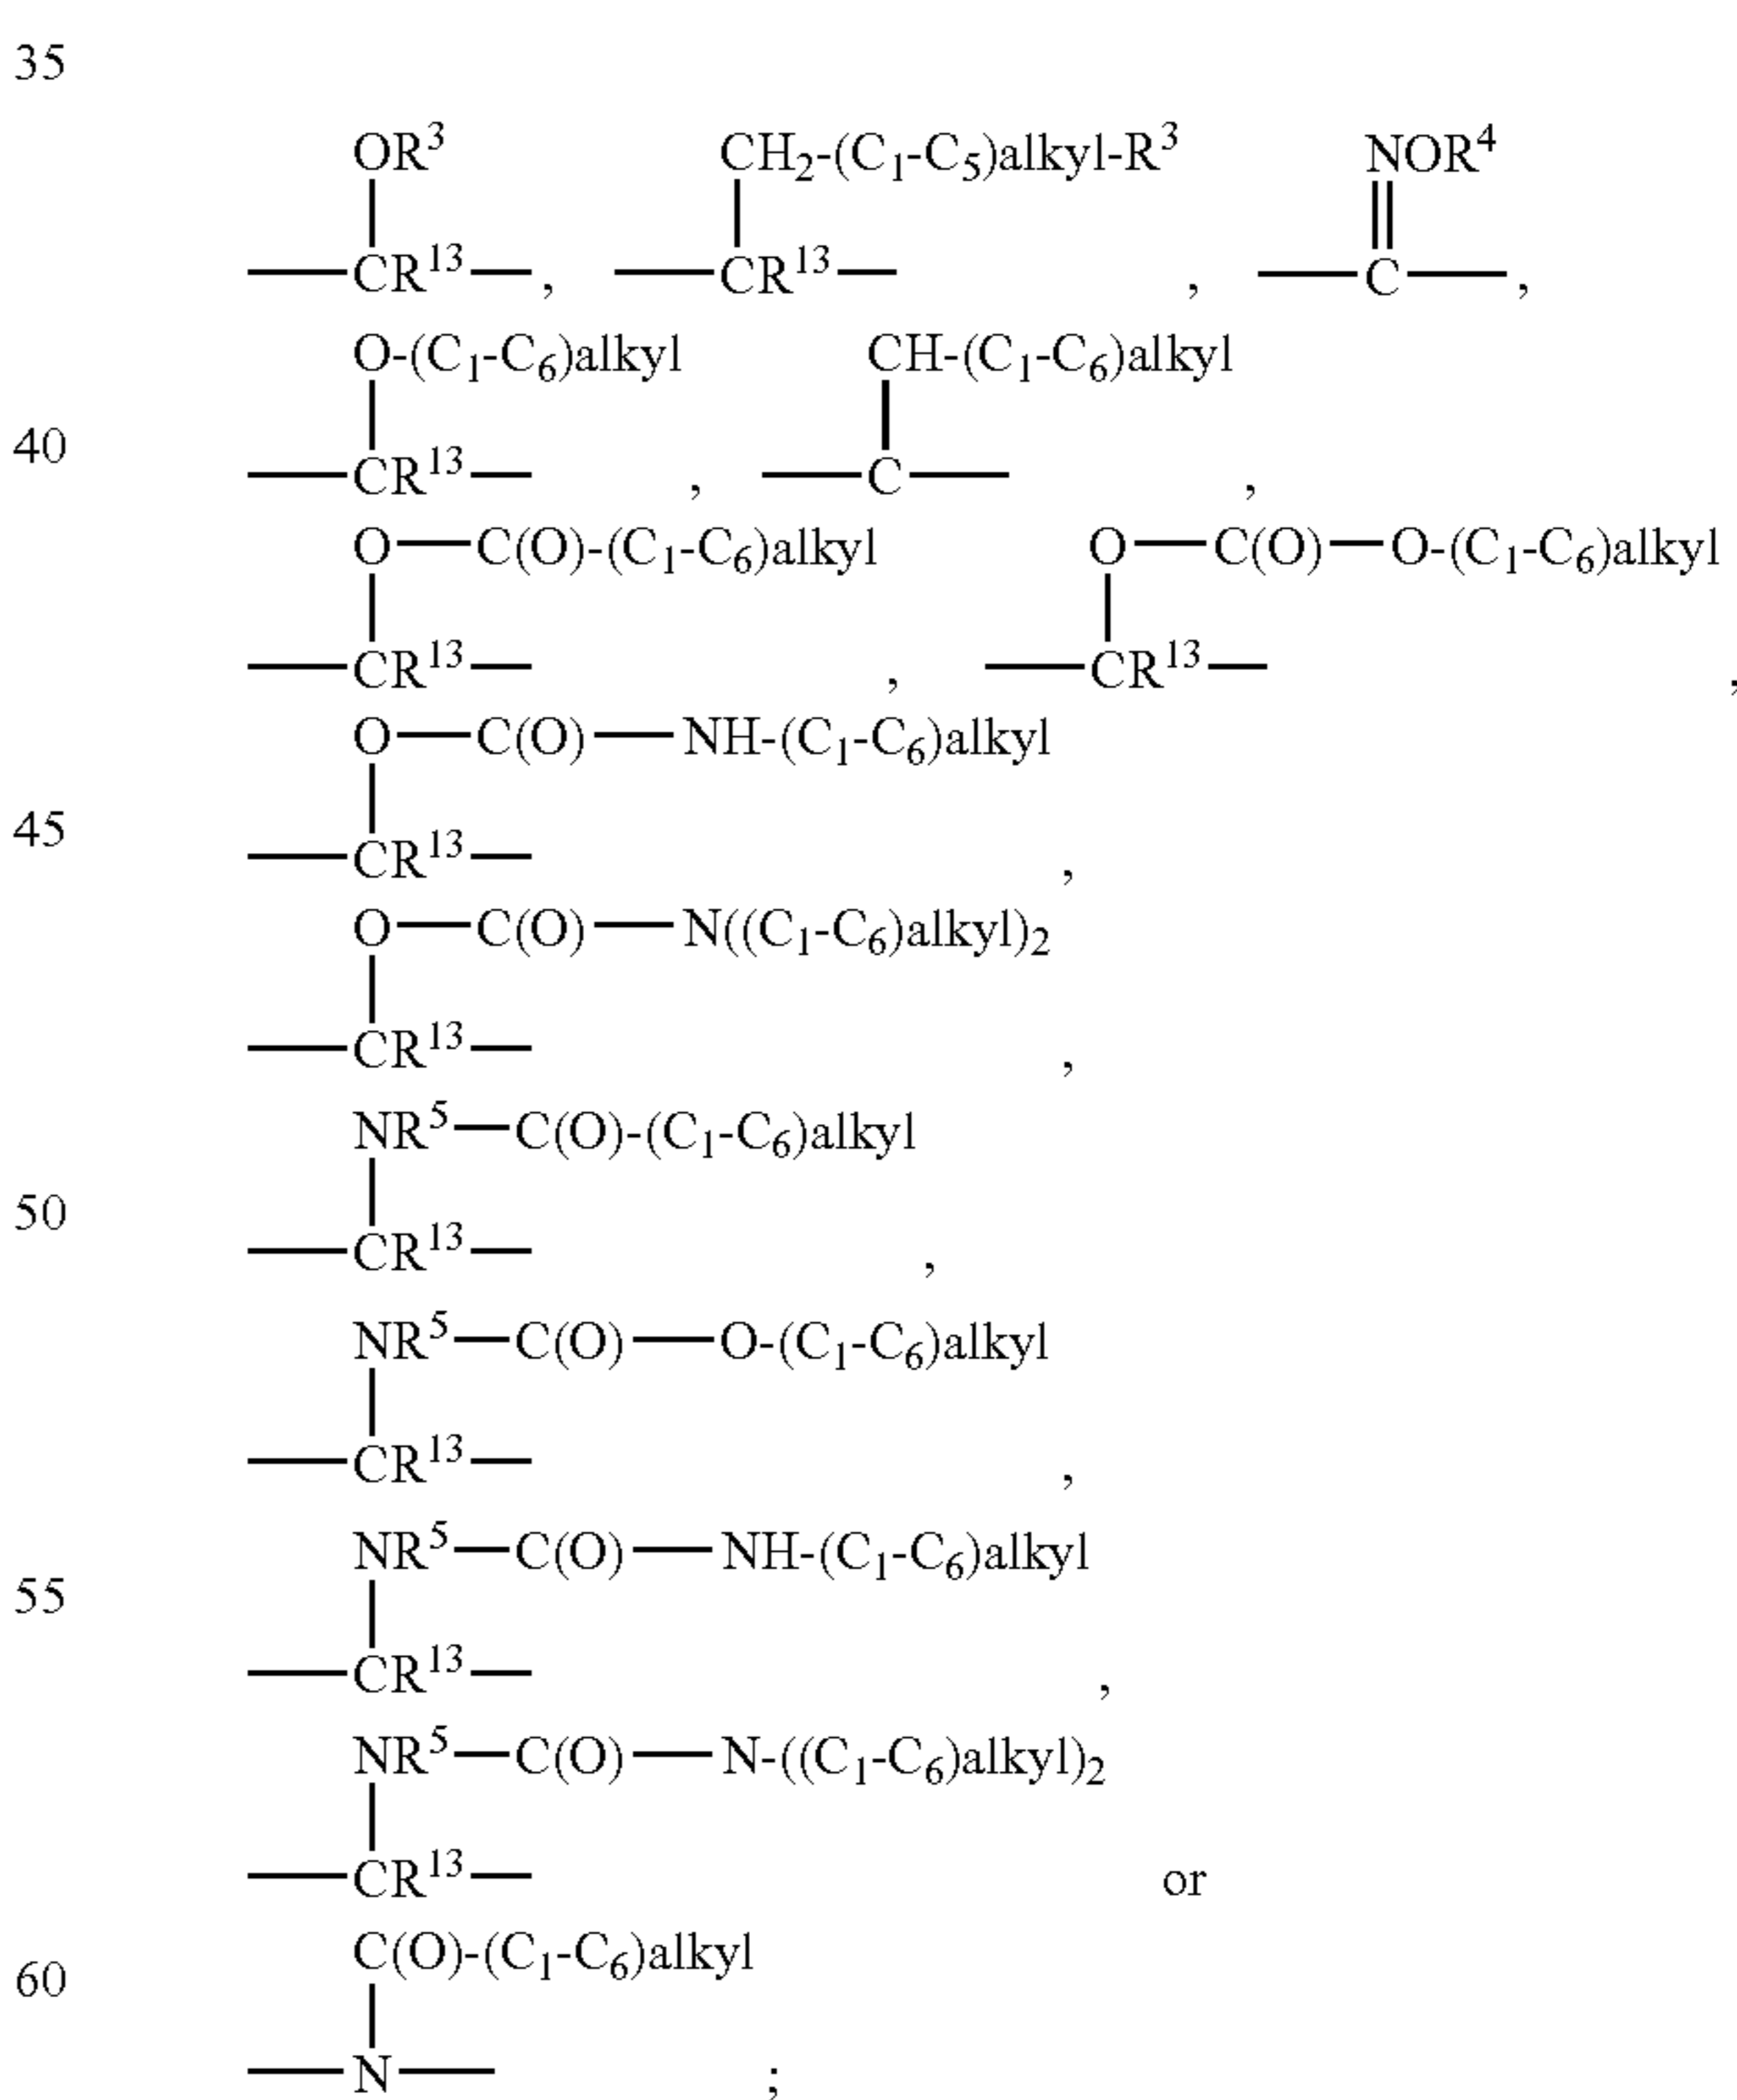 35
OR³ CH₂-(C₁-C₅)alkyl-R³ NOR⁴
CR¹³ , CR¹³ , C ,
O-(C₁-C₆)alkyl CH-(C₁-C₆)alkyl
40
CR¹³ , C ,
O—C(O)-(C₁-C₆)alkyl O—C(O)—O-(C₁-C₆)alkyl
CR¹³ , CR¹³ ,
O—C(O)—NH-(C₁-C₆)alkyl
45
CR¹³ ,
O—C(O)—N((C₁-C₆)alkyl)₂
CR¹³ ,
NR⁵—C(O)-(C₁-C₆)alkyl
50
CR¹³ ,
NR⁵—C(O)—O-(C₁-C₆)alkyl
CR¹³ ,
NR⁵—C(O)—NH-(C₁-C₆)alkyl
55
CR¹³ ,
NR⁵—C(O)—N-((C₁-C₆)alkyl)₂
CR¹³ or
C(O)-(C₁-C₆)alkyl
60
N ;